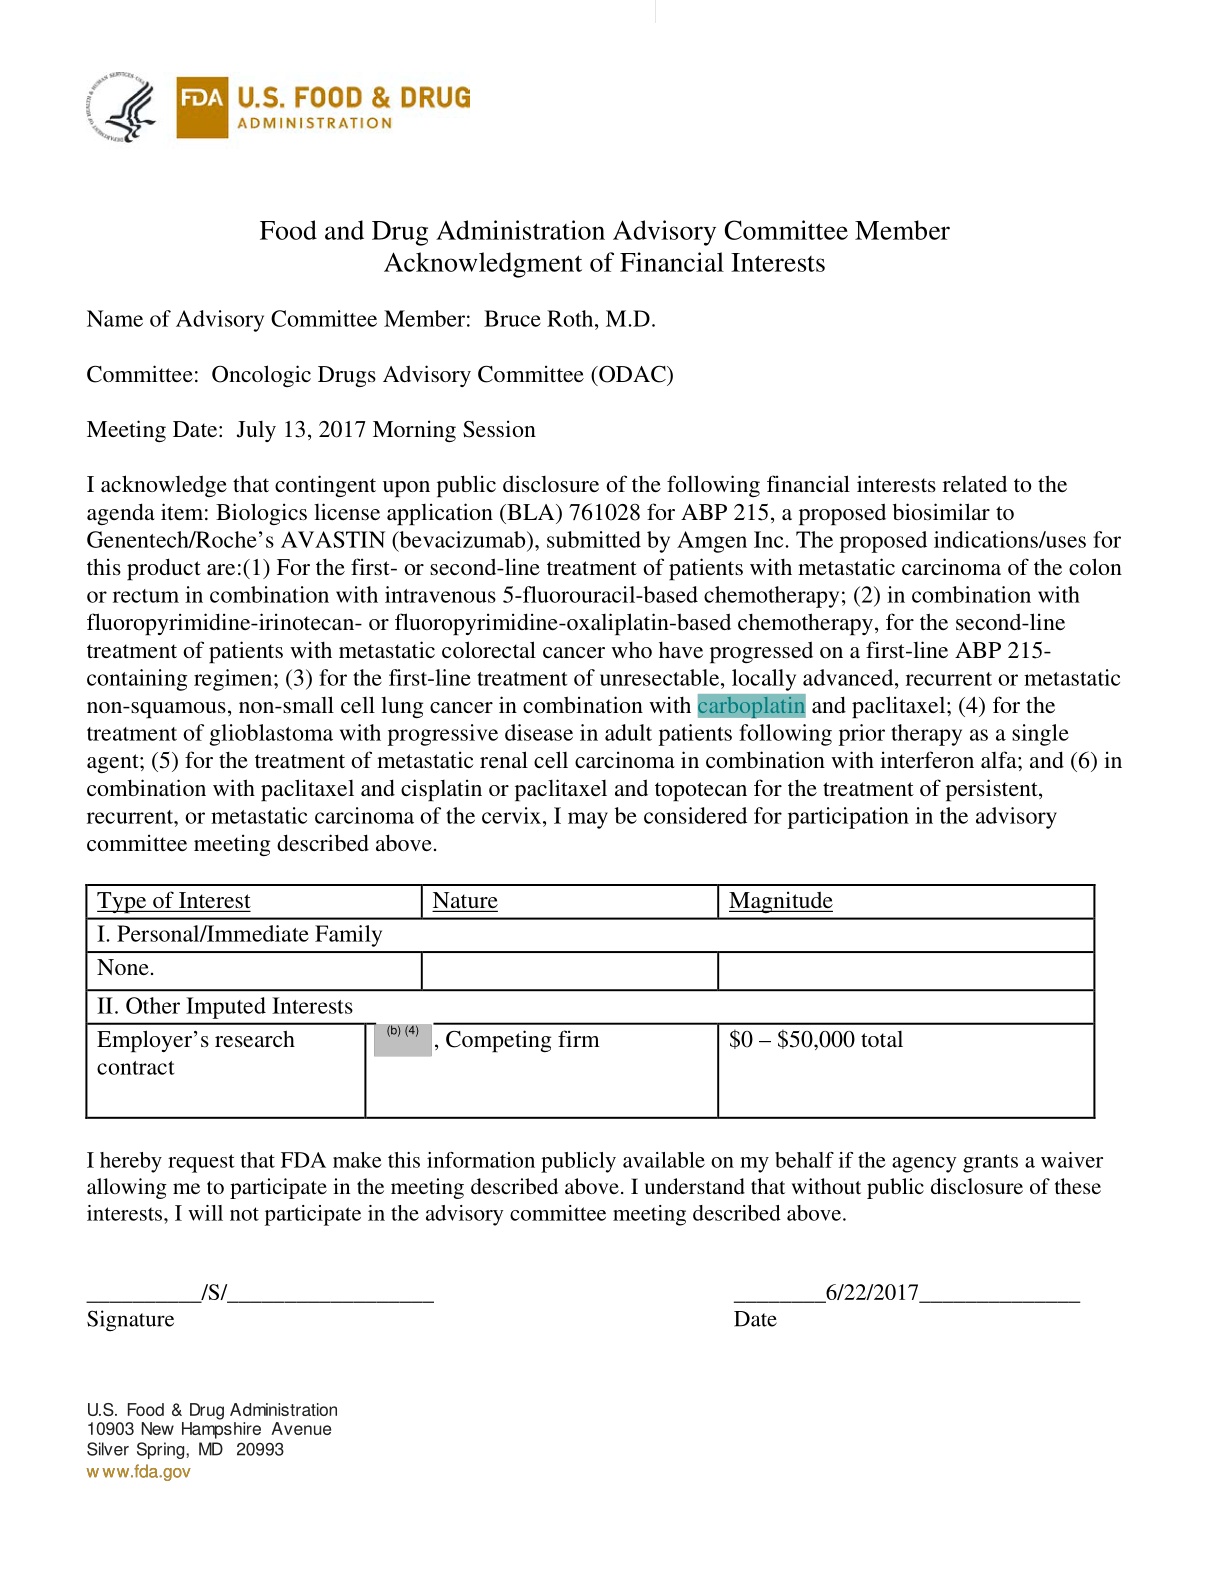 FDA U.S. FOOD & DRUG
ADMINISTRATION
Food and Drug Administration Advisory Committee Member
Acknowledgment of Financial Interests
Name of Advisory Committee Member:  Bruce Roth, M.D.
Committee:  Oncologic Drugs Advisory Committee (ODAC)
Meeting Date:  July 13, 2017 Morning Session
I acknowledge that contingent upon public disclosure of the following financial interests related to the
agenda item: Biologics license application (BLA) 761028 for ABP 215, a proposed biosimilar to
Genentech/Roche's AVASTIN (bevacizumab), submitted by Amgen Inc. The proposed indications/uses for
this product are:(1) For the first- or second-line treatment of patients with metastatic carcinoma of the colon
or rectum in combination with intravenous 5-fluorouracil-based chemotherapy; (2) in combination with
fluoropyrimidine-irinotecan- or fluoropyrimidine-oxaliplatin-based chemotherapy, for the second-line
treatment of patients with metastatic colorectal cancer who have progressed on a first-line ABP 215-
containing regimen; (3) for the first-line treatment of unresectable, locally advanced, recurrent or metastatic
non-squamous, non-small cell lung cancer in combination with carboplatin and paclitaxel; (4) for the
treatment of glioblastoma with progressive disease in adult patients following prior therapy as a single
agent; (5) for the treatment of metastatic renal cell carcinoma in combination with interferon alfa; and (6) in
combination with paclitaxel and cisplatin or paclitaxel and topotecan for the treatment of persistent,
recurrent, or metastatic carcinoma of the cervix, I may be considered for participation in the advisory
committee meeting described above.
Type of Interest Nature Magnitude
I. Personal/Immediate Family
None.
II. Other Imputed Interests
Employer's research (b) (4) , Competing firm $0 – $50,000 total
contract
I hereby request that FDA make this information publicly available on my behalf if the agency grants a waiver
allowing me to participate in the meeting described above. I understand that without public disclosure of these
interests, I will not participate in the advisory committee meeting described above.
__________/S/__________________ ________6/22/2017______________
Signature Date
U.S. Food & Drug Administration
10903 New Hampshire Avenue
Silver Spring, MD 20993
www.fda.gov